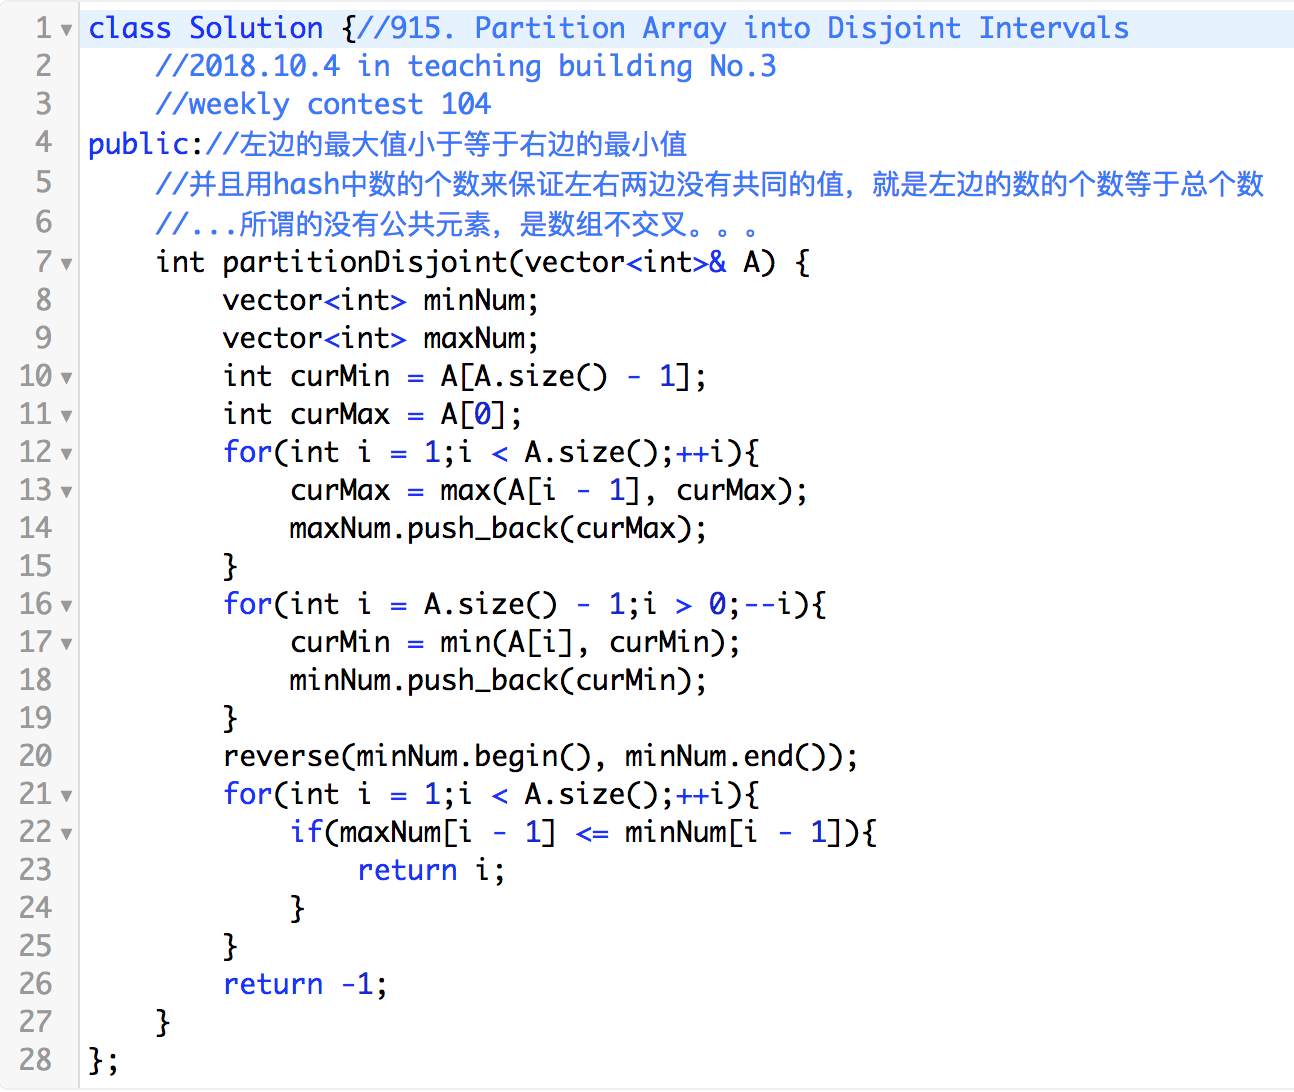 1 class Solution {//915. Partition Array into Disjoint Intervals
2 //2018.10.4 in teaching building No.3
3 //weekly contest 104
4 public://左边的最大值小于等于右边的最小值
5 //并且用hash中数的个数来保证左右两边没有共同的值，就是左边的数的个数等于总个数
6 //...所谓的没有公共元素，是数组不交叉。。。
7 int partitionDisjoint(vector<int>& A) {
8 vector<int> minNum;
9 vector<int> maxNum;
10 int curMin = A[A.size() - 1];
11 int curMax = A[0];
12 for(int i = 1;i < A.size();++i){
13 curMax = max(A[i - 1], curMax);
14 maxNum.push_back(curMax);
15 }
16 for(int i = A.size() - 1;i > 0;--i){
17 curMin = min(A[i], curMin);
18 minNum.push_back(curMin);
19 }
20 reverse(minNum.begin(), minNum.end());
21 for(int i = 1;i < A.size();++i){
22 if(maxNum[i - 1] <= minNum[i - 1]){
23 return i;
24 }
25 }
26 return -1;
27 }
28 };